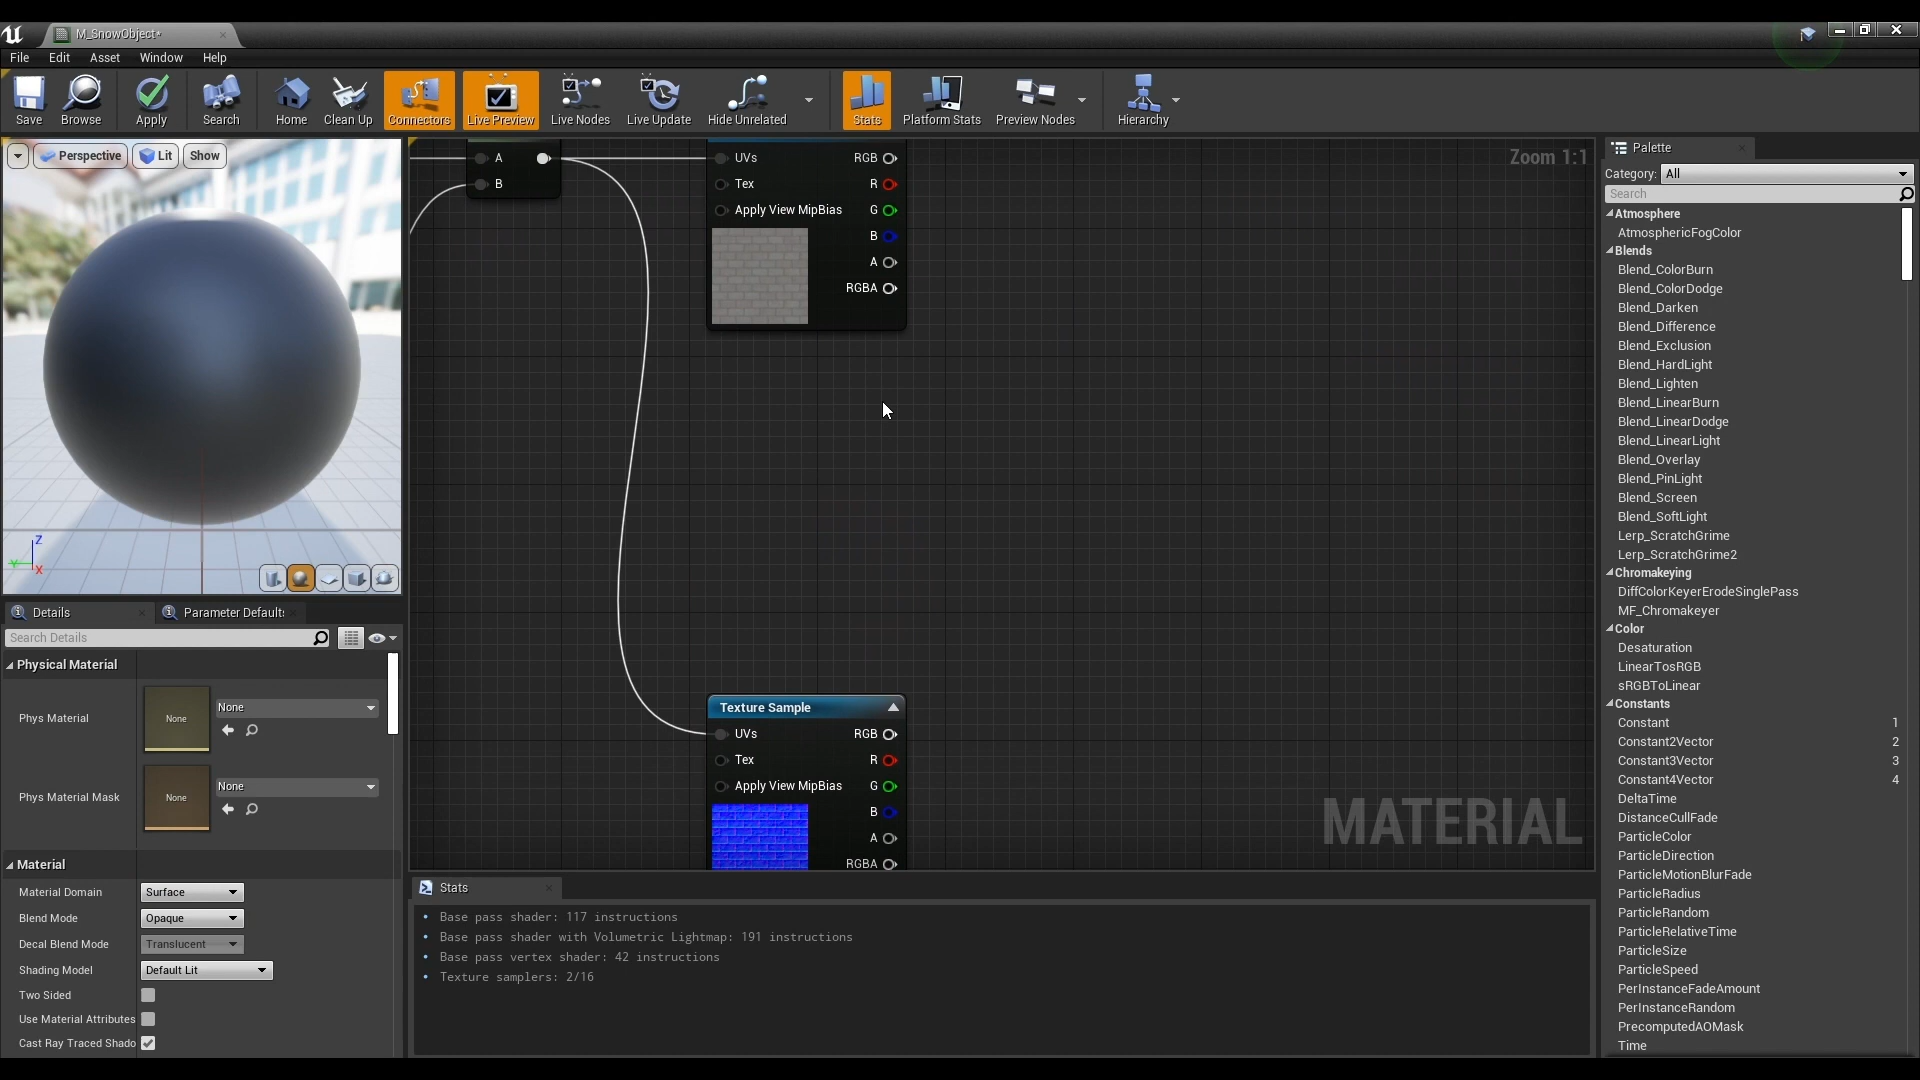 M_SnowObject*
File Edit Asset Window Help
Save Browse Apply Search Home Clean Up Connectors Live Preview Live Nodes Live Update Hide Unrelated Stats Platform Stats Preview Nodes Hierarchy
Perspective Lit Show
Z
Y
X
Details Parameter Defaults
Search Details
Physical Material
Phys Material
None
None
Phys Material Mask
None
None
Material
Material Domain Surface
Blend Mode Opaque
Decal Blend Mode Translucent
Shading Model Default Lit
Two Sided
Use Material Attributes
Cast Ray Traced Shado
Zoom 1:1
A
B
UVs RGB
Tex R
Apply View MipBias G
B
A
RGBA
Texture Sample
UVs RGB
Tex R
Apply View MipBias G
B
A
RGBA
MATERIAL
Stats
• Base pass shader: 117 instructions
• Base pass shader with Volumetric Lightmap: 191 instructions
• Base pass vertex shader: 42 instructions
• Texture samplers: 2/16
Palette
Category: All
Search
Atmosphere
AtmosphericFogColor
Blends
Blend_ColorBurn
Blend_ColorDodge
Blend_Darken
Blend_Difference
Blend_Exclusion
Blend_HardLight
Blend_Lighten
Blend_LinearBurn
Blend_LinearDodge
Blend_LinearLight
Blend_Overlay
Blend_PinLight
Blend_Screen
Blend_SoftLight
Lerp_ScratchGrime
Lerp_ScratchGrime2
Chromakeying
DiffColorKeyerErodeSinglePass
MF_Chromakeyer
Color
Desaturation
LinearTosRGB
sRGBToLinear
Constants
Constant 1
Constant2Vector 2
Constant3Vector 3
Constant4Vector 4
DeltaTime
DistanceCullFade
ParticleColor
ParticleDirection
ParticleMotionBlurFade
ParticleRadius
ParticleRandom
ParticleRelativeTime
ParticleSize
ParticleSpeed
PerInstanceFadeAmount
PerInstanceRandom
PrecomputedAOMask
Time